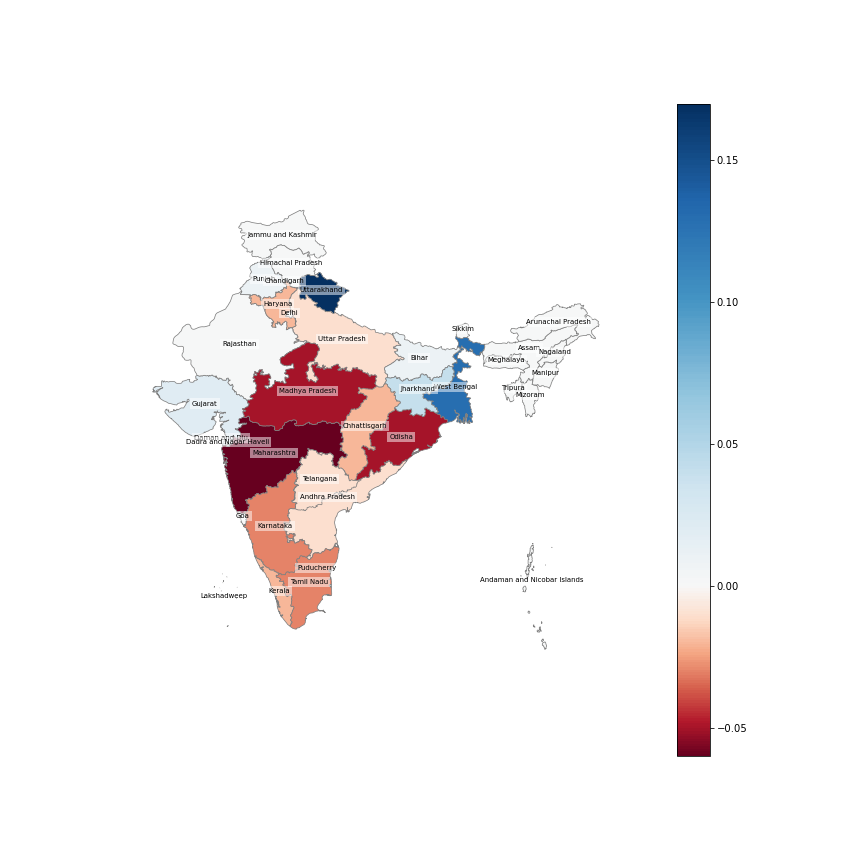 Jammu and Kashmir
Himachal Pradesh
Punjab
Chandigarh
Uttarakhand
Haryana
Delhi
Uttar Pradesh
Rajasthan
Sikkim
Arunachal Pradesh
Assam
Nagaland
Bihar
Meghalaya
Manipur
Tripura
Mizoram
Jharkhand
West Bengal
Madhya Pradesh
Gujarat
Chhattisgarh
Odisha
Daman and Diu
Dadra and Nagar Haveli
Maharashtra
Telangana
Andhra Pradesh
Goa
Karnataka
Puducherry
Tamil Nadu
Kerala
Lakshadweep
Andaman and Nicobar Islands
0.15
0.10
0.05
0.00
−0.05